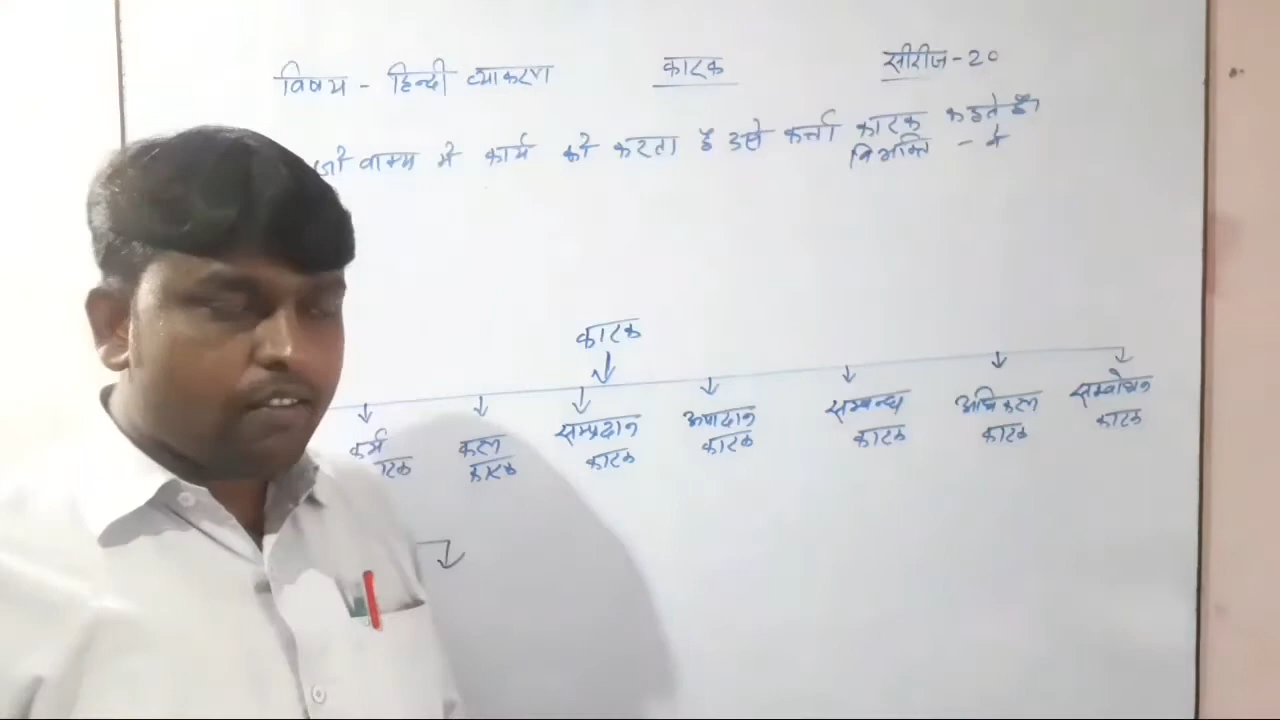 विषय - हिन्दी व्याकरण कारक सीरीज-20
जो वाक्य में कार्य को करता है उसे कर्त्ता कारक कहते हैं।
विभक्ति - ने
कारक
कर्म करण सम्प्रदान अपादान सम्बन्ध अधिकरण सम्बोधन
कारक कारक कारक कारक कारक कारक